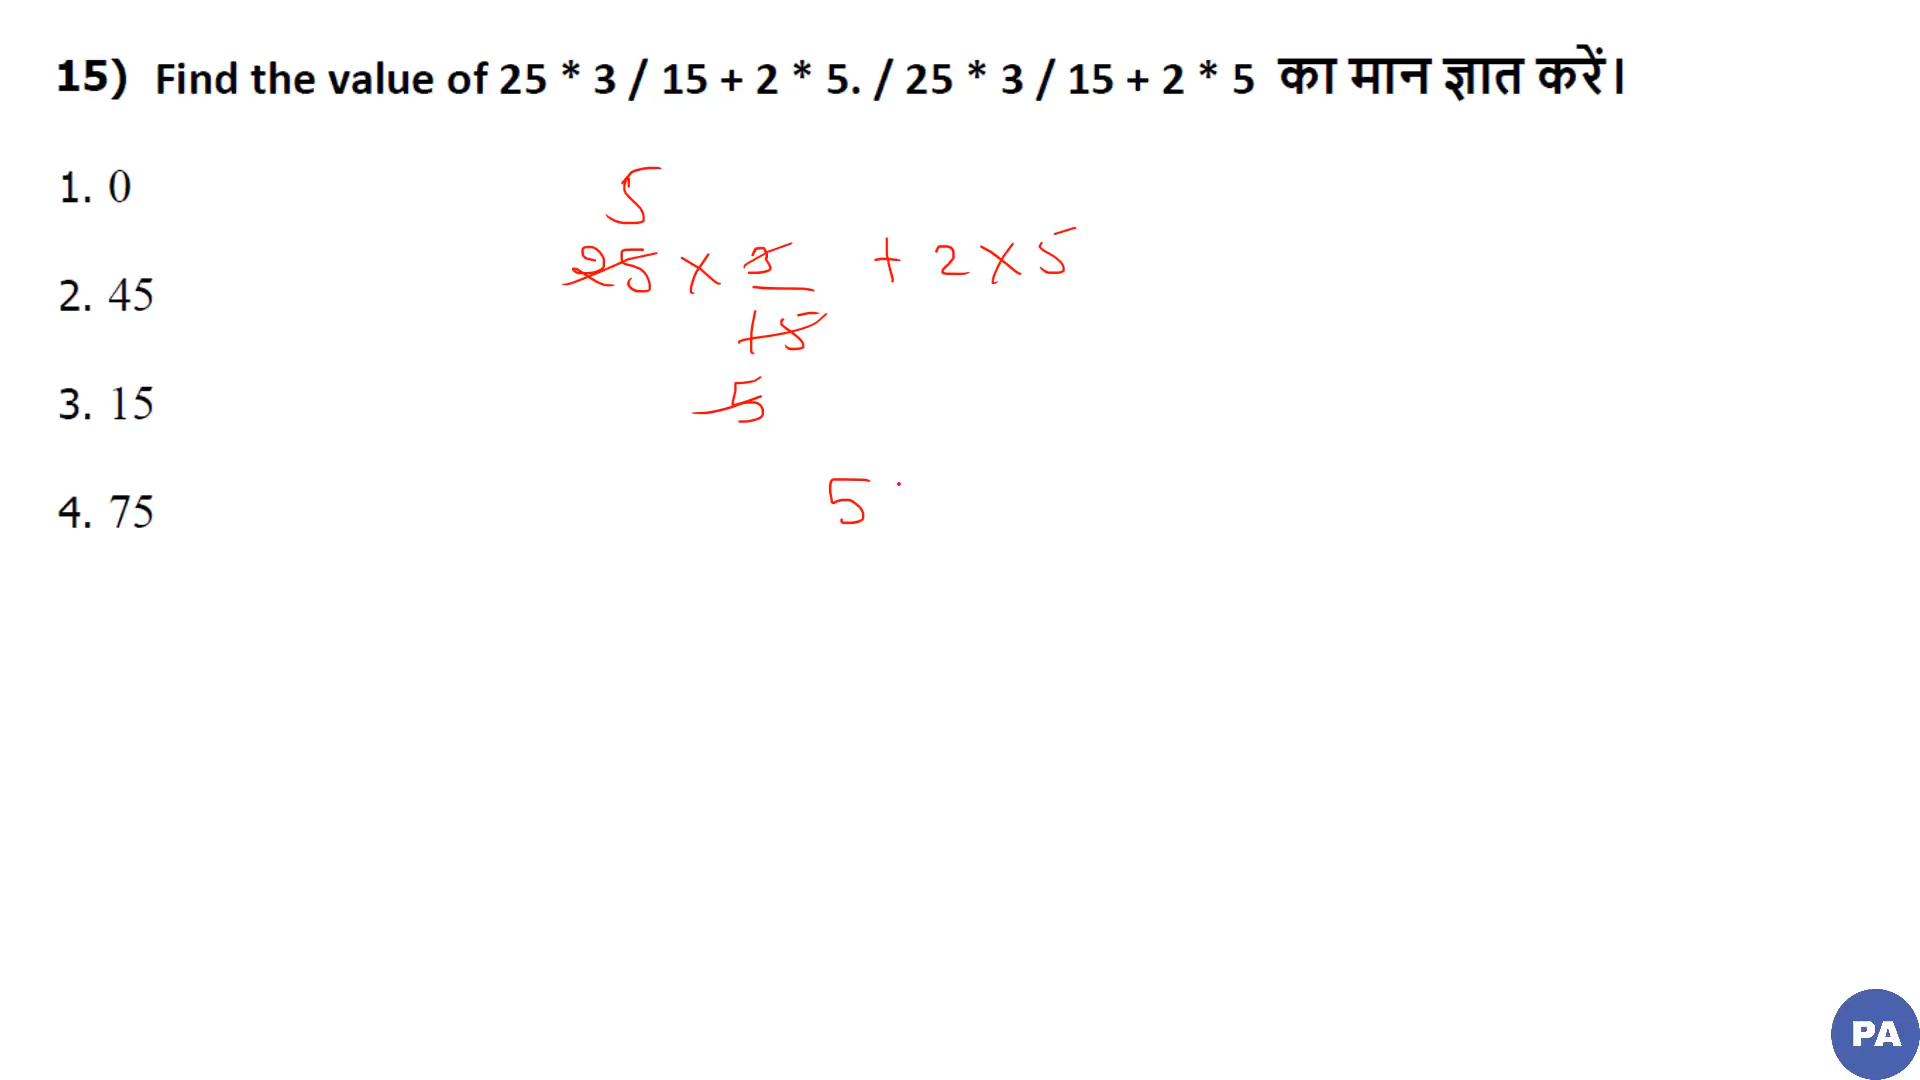 15) Find the value of 25 * 3 / 15 + 2 * 5. / 25 * 3 / 15 + 2 * 5 का मान ज्ञात करें।
1. 0
5
25 × 3 + 2 × 5
2. 45
15
3. 15
5
5
4. 75
PA